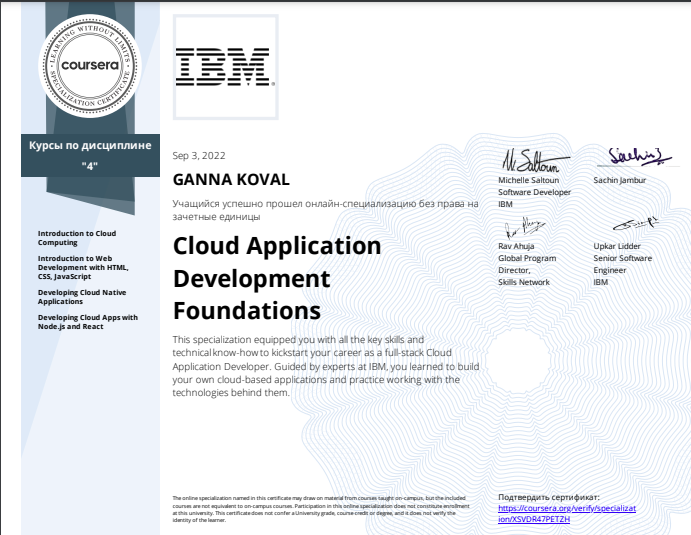 LEARNING WITHOUT LIMITS
coursera
SPECIALIZATION CERTIFICATE
Курсы по дисциплине
"4"
Introduction to Cloud
Computing
Introduction to Web
Development with HTML,
CSS, JavaScript
Developing Cloud Native
Applications
Developing Cloud Apps with
Node.js and React
IBM
Sep 3, 2022
GANNA KOVAL
Учащийся успешно прошел онлайн-специализацию без права на
зачетные единицы
Cloud Application
Development
Foundations
This specialization equipped you with all the key skills and
technical know-how to kickstart your career as a full-stack Cloud
Application Developer. Guided by experts at IBM, you learned to build
your own cloud-based applications and practice working with the
technologies behind them.
M. Saltoun
Michelle Saltoun
Software Developer
IBM
Sachin J
Sachin Jambur
Rav Ahuja
Rav Ahuja
Global Program
Director,
Skills Network
Upkar Lidder
Senior Software
Engineer
IBM
The online specialization named in this certificate may draw on material from courses taught on-campus, but the included
courses are not equivalent to on-campus courses. Participation in this online specialization does not constitute enrollment
at this university. This certificate does not confer a University grade, course credit or degree, and it does not verify the
identity of the learner.
Подтвердить сертификат:
https://coursera.org/verify/specializat
ion/XSVDR47PETZH